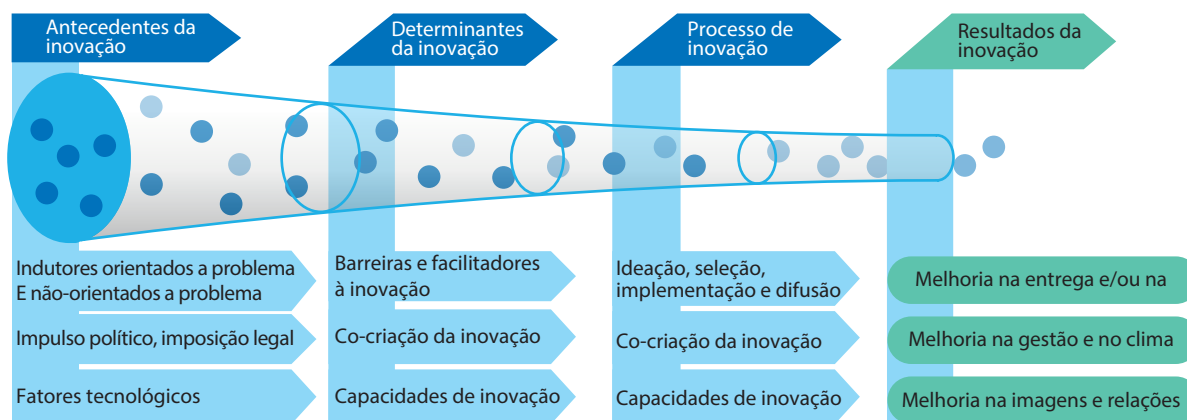 Antecedentes da
inovação
Determinantes
da inovação
Processo de
inovação
Resultados da
inovação
Indutores orientados a problema
E não-orientados a problema
Barreiras e facilitadores
à inovação
Ideação, seleção,
implementação e difusão
Melhoria na entrega e/ou na
Impulso político, imposição legal
Co-criação da inovação
Co-criação da inovação
Melhoria na gestão e no clima
Fatores tecnológicos
Capacidades de inovação
Capacidades de inovação
Melhoria na imagens e relações